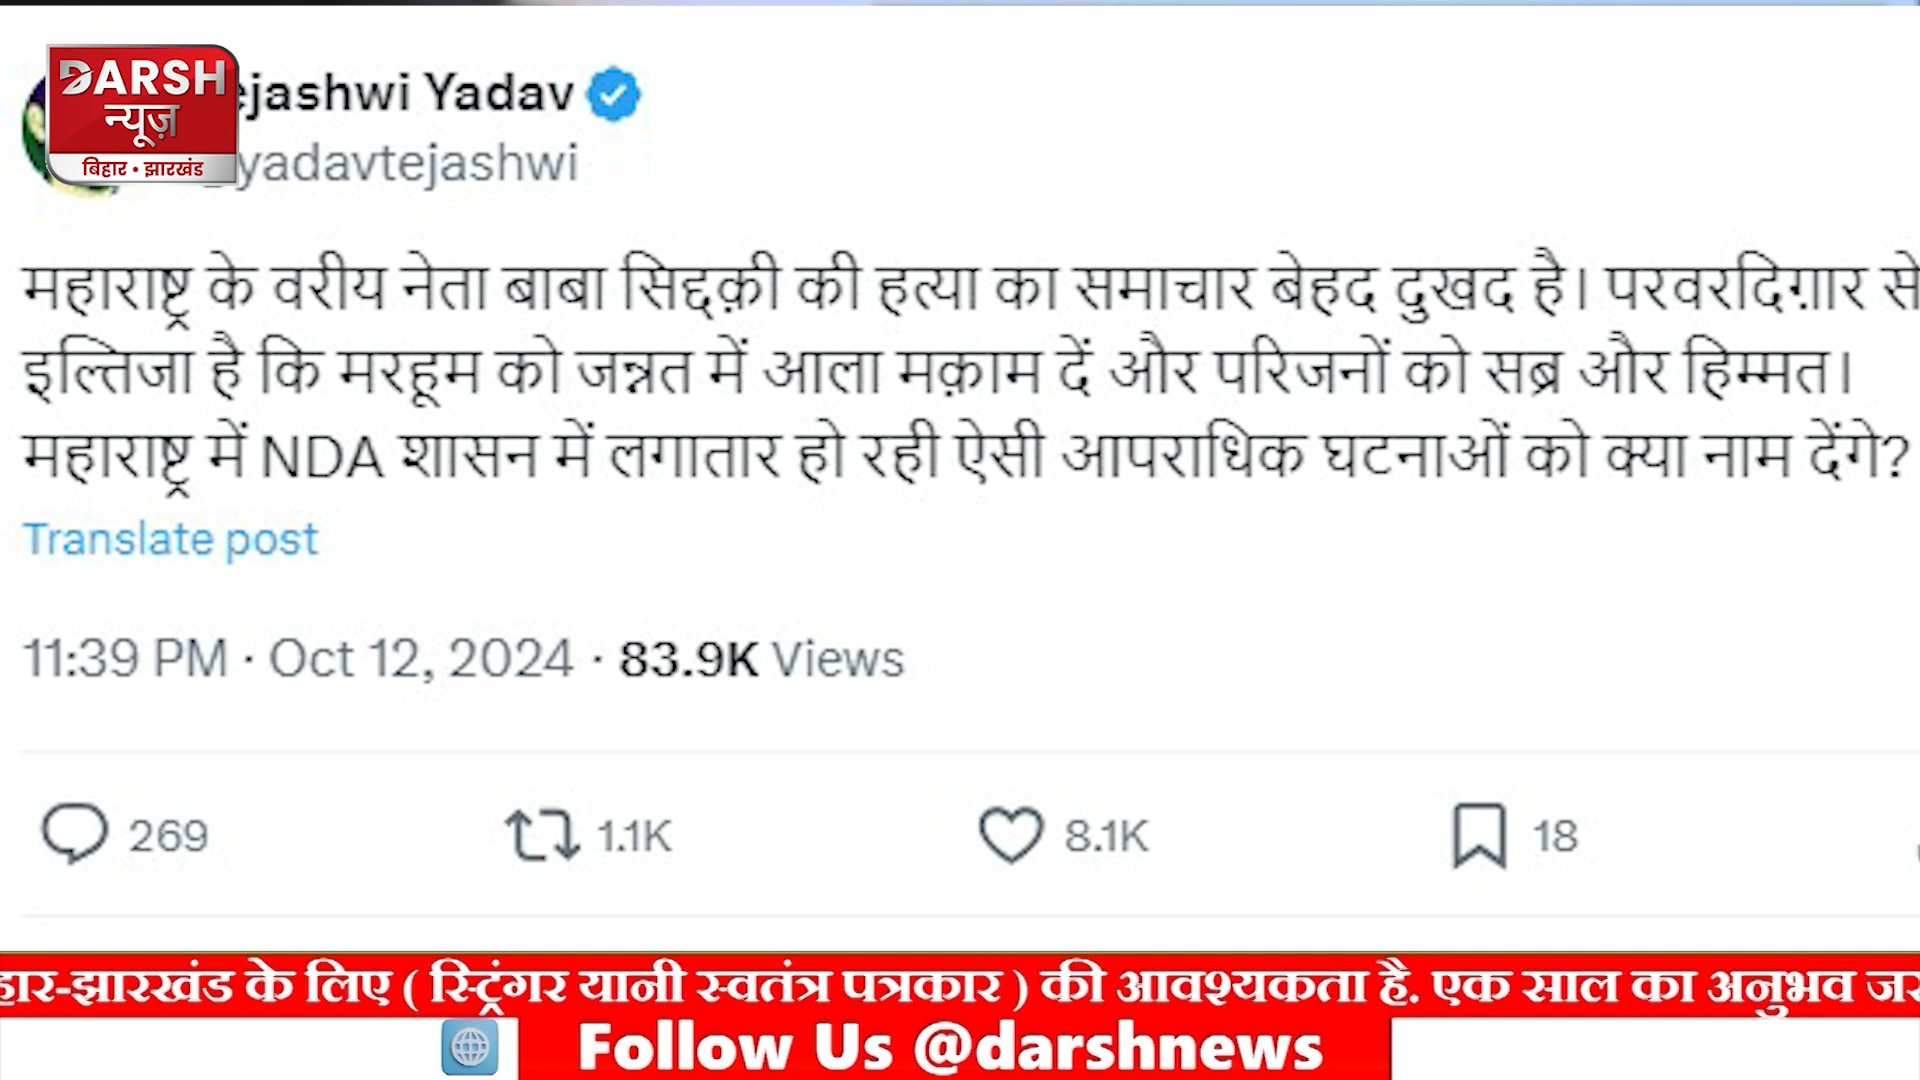 DARSH
न्यूज़
बिहार • झारखंड
ejashwi Yadav
@yadavtejashwi
महाराष्ट्र के वरीय नेता बाबा सिद्दक़ी की हत्या का समाचार बेहद दुखद है। परवरदिग़ार से
इल्तिजा है कि मरहूम को जन्नत में आला मक़ाम दें और परिजनों को सब्र और हिम्मत।
महाराष्ट्र में NDA शासन में लगातार हो रही ऐसी आपराधिक घटनाओं को क्या नाम देंगे?
Translate post
11:39 PM · Oct 12, 2024 · 83.9K Views
269 1.1K 8.1K 18
हार-झारखंड के लिए ( स्ट्रिंगर यानी स्वतंत्र पत्रकार ) की आवश्यकता है. एक साल का अनुभव
Follow Us @darshnews